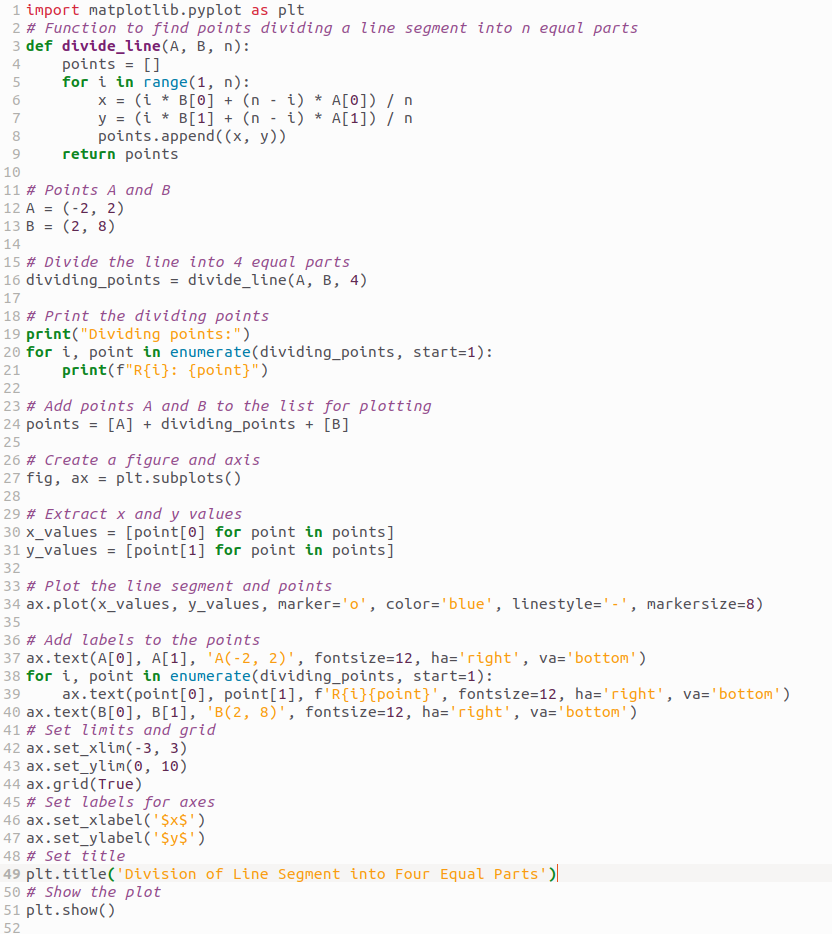 1 import matplotlib.pyplot as plt
2 # Function to find points dividing a line segment into n equal parts
3 def divide_line(A, B, n):
4     points = []
5     for i in range(1, n):
6         x = (i * B[0] + (n - i) * A[0]) / n
7         y = (i * B[1] + (n - i) * A[1]) / n
8         points.append((x, y))
9     return points
10
11 # Points A and B
12 A = (-2, 2)
13 B = (2, 8)
14
15 # Divide the line into 4 equal parts
16 dividing_points = divide_line(A, B, 4)
17
18 # Print the dividing points
19 print("Dividing points:")
20 for i, point in enumerate(dividing_points, start=1):
21     print(f"R{i}: {point}")
22
23 # Add points A and B to the list for plotting
24 points = [A] + dividing_points + [B]
25
26 # Create a figure and axis
27 fig, ax = plt.subplots()
28
29 # Extract x and y values
30 x_values = [point[0] for point in points]
31 y_values = [point[1] for point in points]
32
33 # Plot the line segment and points
34 ax.plot(x_values, y_values, marker='o', color='blue', linestyle='-', markersize=8)
35
36 # Add labels to the points
37 ax.text(A[0], A[1], 'A(-2, 2)', fontsize=12, ha='right', va='bottom')
38 for i, point in enumerate(dividing_points, start=1):
39     ax.text(point[0], point[1], f'R{i}{point}', fontsize=12, ha='right', va='bottom')
40 ax.text(B[0], B[1], 'B(2, 8)', fontsize=12, ha='right', va='bottom')
41 # Set limits and grid
42 ax.set_xlim(-3, 3)
43 ax.set_ylim(0, 10)
44 ax.grid(True)
45 # Set labels for axes
46 ax.set_xlabel('$x$')
47 ax.set_ylabel('$y$')
48 # Set title
49 plt.title('Division of Line Segment into Four Equal Parts')
50 # Show the plot
51 plt.show()
52